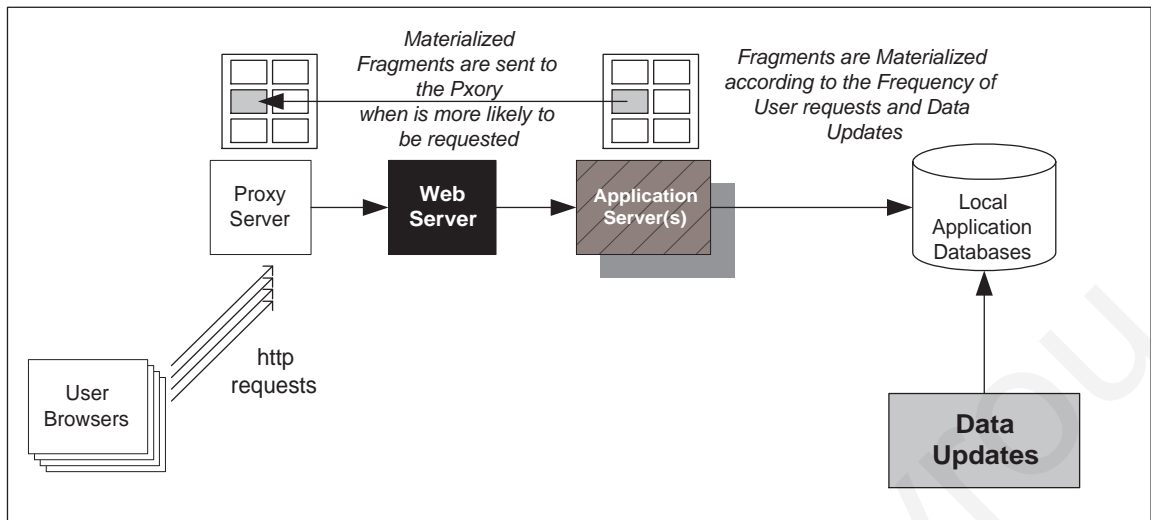 Materialized
Fragments are sent to
the Pxory
when is more likely to
be requested
Fragments are Materialized
according to the Frequency of
User requests and Data
Updates
Proxy
Server
Web
Server
Application
Server(s)
Local
Application
Databases
http
requests
User
Browsers
Data
Updates